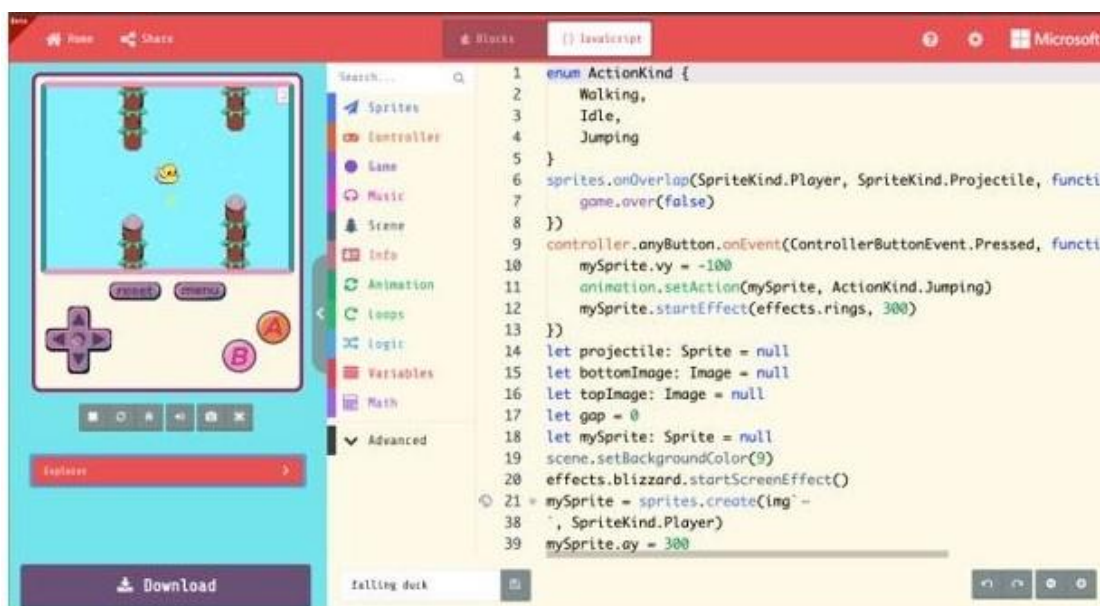 Beta
Home
Share
Blocks
{} JavaScript
?
Microsoft
2
reset
menu
A
B
Explorer
Download
Search...
Sprites
Controller
Game
Music
Scene
Info
Animation
Loops
Logic
Variables
Math
Advanced
1 enum ActionKind {
2 Walking,
3 Idle,
4 Jumping
5 }
6 sprites.onOverlap(SpriteKind.Player, SpriteKind.Projectile, functi
7 game.over(false)
8 })
9 controller.anyButton.onEvent(ControllerButtonEvent.Pressed, functi
10 mySprite.vy = -100
11 animation.setAction(mySprite, ActionKind.Jumping)
12 mySprite.startEffect(effects.rings, 300)
13 })
14 let projectile: Sprite = null
15 let bottomImage: Image = null
16 let topImage: Image = null
17 let gap = 0
18 let mySprite: Sprite = null
19 scene.setBackgroundColor(9)
20 effects.blizzard.startScreenEffect()
21 mySprite = sprites.create(img`-
38 `, SpriteKind.Player)
39 mySprite.ay = 300
falling duck